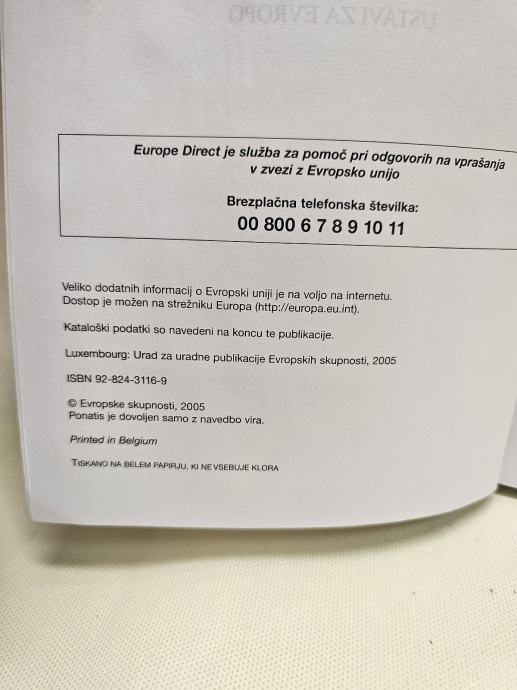 USTAVI ZA EVROPO
Europe Direct je služba za pomoč pri odgovorih na vprašanja
v zvezi z Evropsko unijo
Brezplačna telefonska številka:
00 800 6 7 8 9 10 11
Veliko dodatnih informacij o Evropski uniji je na voljo na internetu.
Dostop je možen na strežniku Europa (http://europa.eu.int).
Kataloški podatki so navedeni na koncu te publikacije.
Luxembourg: Urad za uradne publikacije Evropskih skupnosti, 2005
ISBN 92-824-3116-9
© Evropske skupnosti, 2005
Ponatis je dovoljen samo z navedbo vira.
Printed in Belgium
TISKANO NA BELEM PAPIRJU, KI NE VSEBUJE KLORA